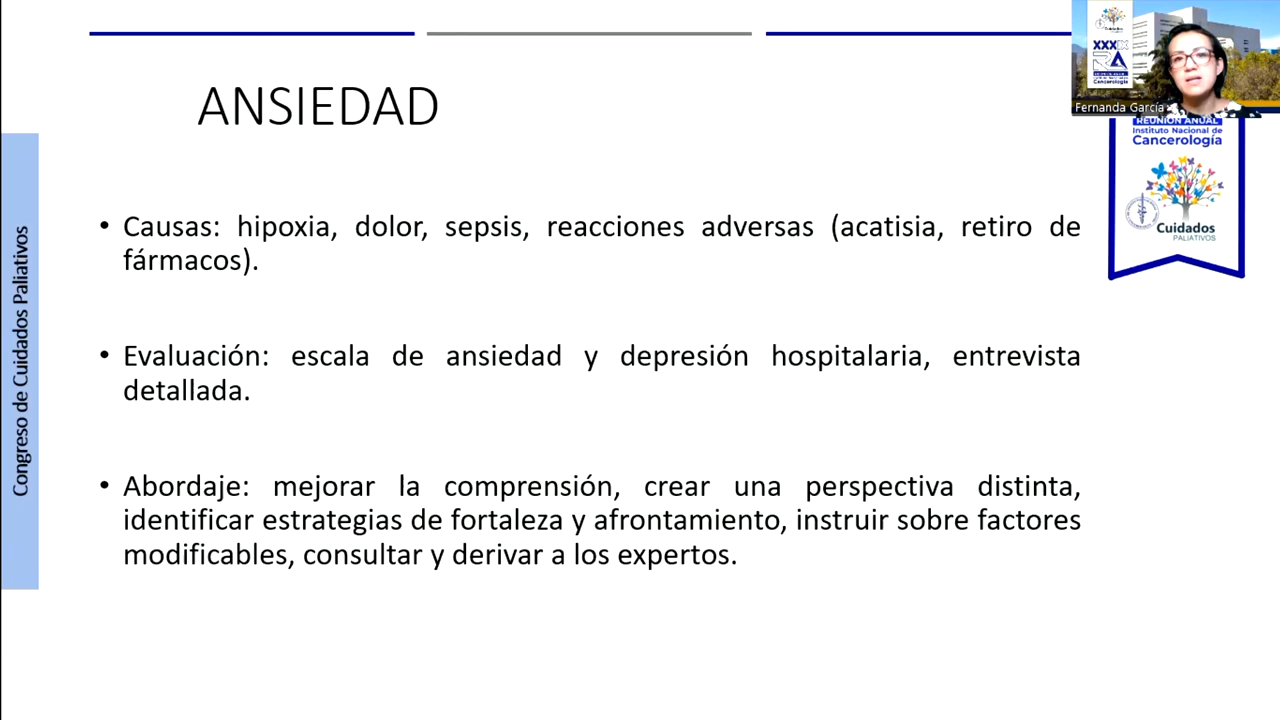 ANSIEDAD
• Causas: hipoxia, dolor, sepsis, reacciones adversas (acatisia, retiro de
fármacos).
• Evaluación: escala de ansiedad y depresión hospitalaria, entrevista
detallada.
• Abordaje: mejorar la comprensión, crear una perspectiva distinta,
identificar estrategias de fortaleza y afrontamiento, instruir sobre factores
modificables, consultar y derivar a los expertos.
Congreso de Cuidados Paliativos
XXXIX
RA
Cancerología
Fernanda García
REUNIÓN ANUAL
Instituto Nacional de
Cancerología
Cuidados
PALIATIVOS